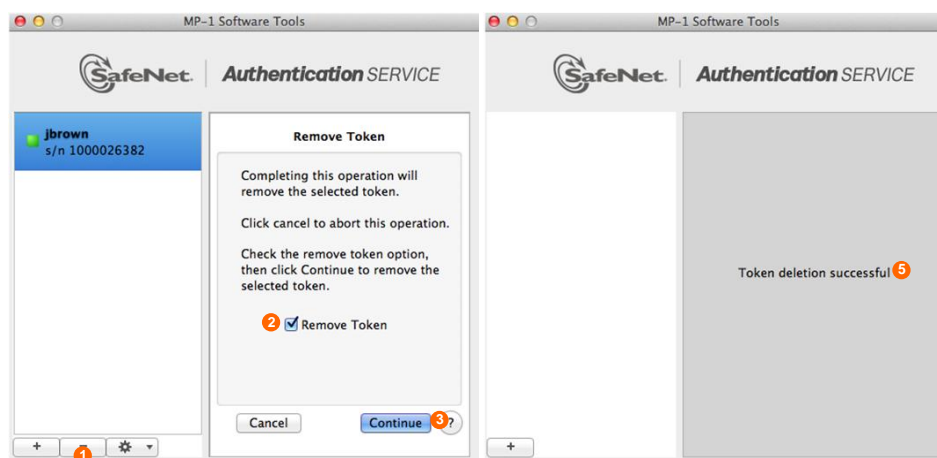 MP-1 Software Tools
SafeNet. Authentication SERVICE
jbrown
s/n 1000026382
Remove Token
Completing this operation will
remove the selected token.
Click cancel to abort this operation.
Check the remove token option,
then click Continue to remove the
selected token.
2 Remove Token
Cancel Continue 3 ?
+ - 1
MP-1 Software Tools
SafeNet. Authentication SERVICE
Token deletion successful 5
+